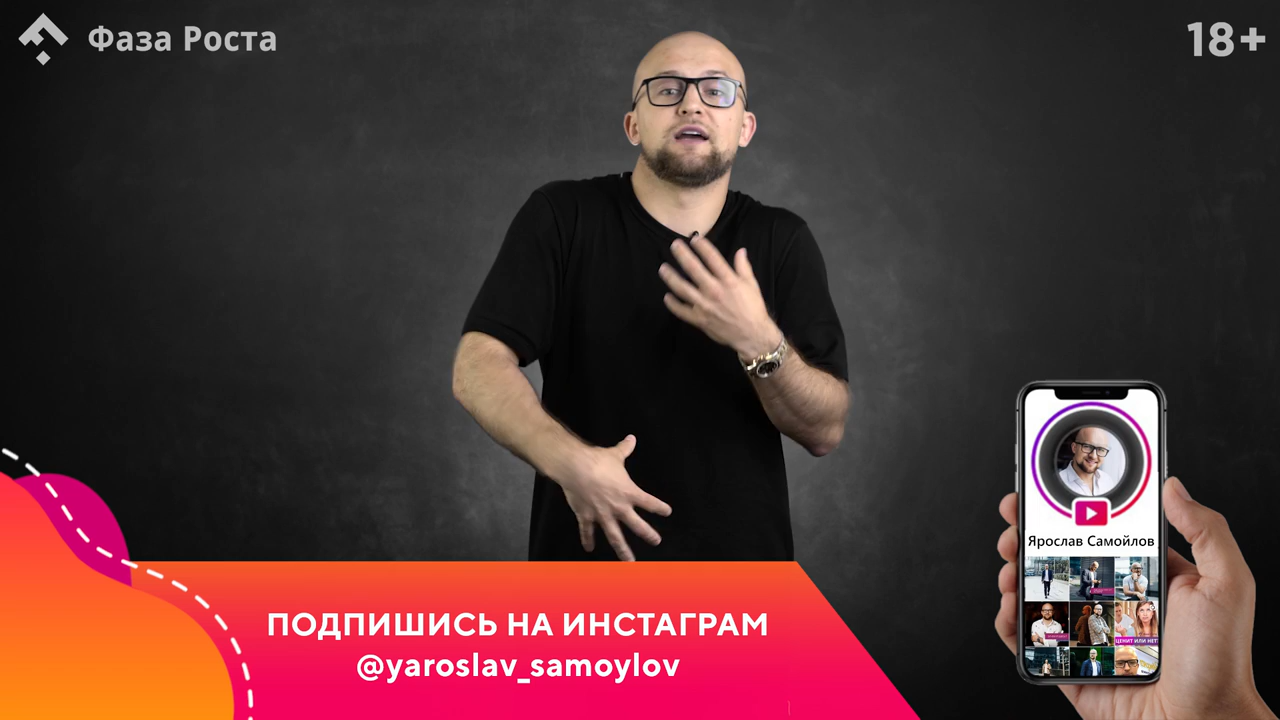 Фаза Роста
18+
Ярослав Самойлов
ЦЕНИТ ИЛИ НЕТ
ПОДПИШИСЬ НА ИНСТАГРАМ
@yaroslav_samoylov